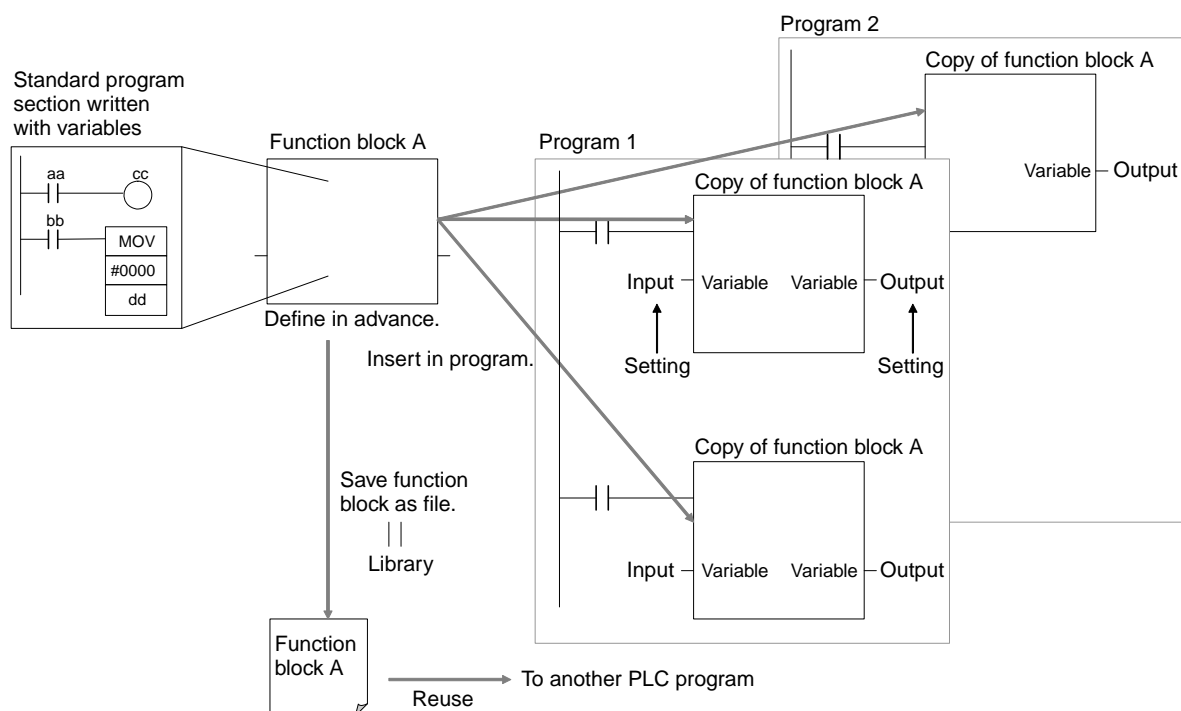 Program 2
Copy of function block A
Standard program
section written
with variables
Function block A
Program 1
aa
cc
Copy of function block A
Variable
Output
bb
MOV
#0000
dd
Input
Variable
Variable
Output
Define in advance.
Insert in program.
Setting
Setting
Copy of function block A
Save function
block as file.
Library
Input
Variable
Variable
Output
Function
block A
To another PLC program
Reuse